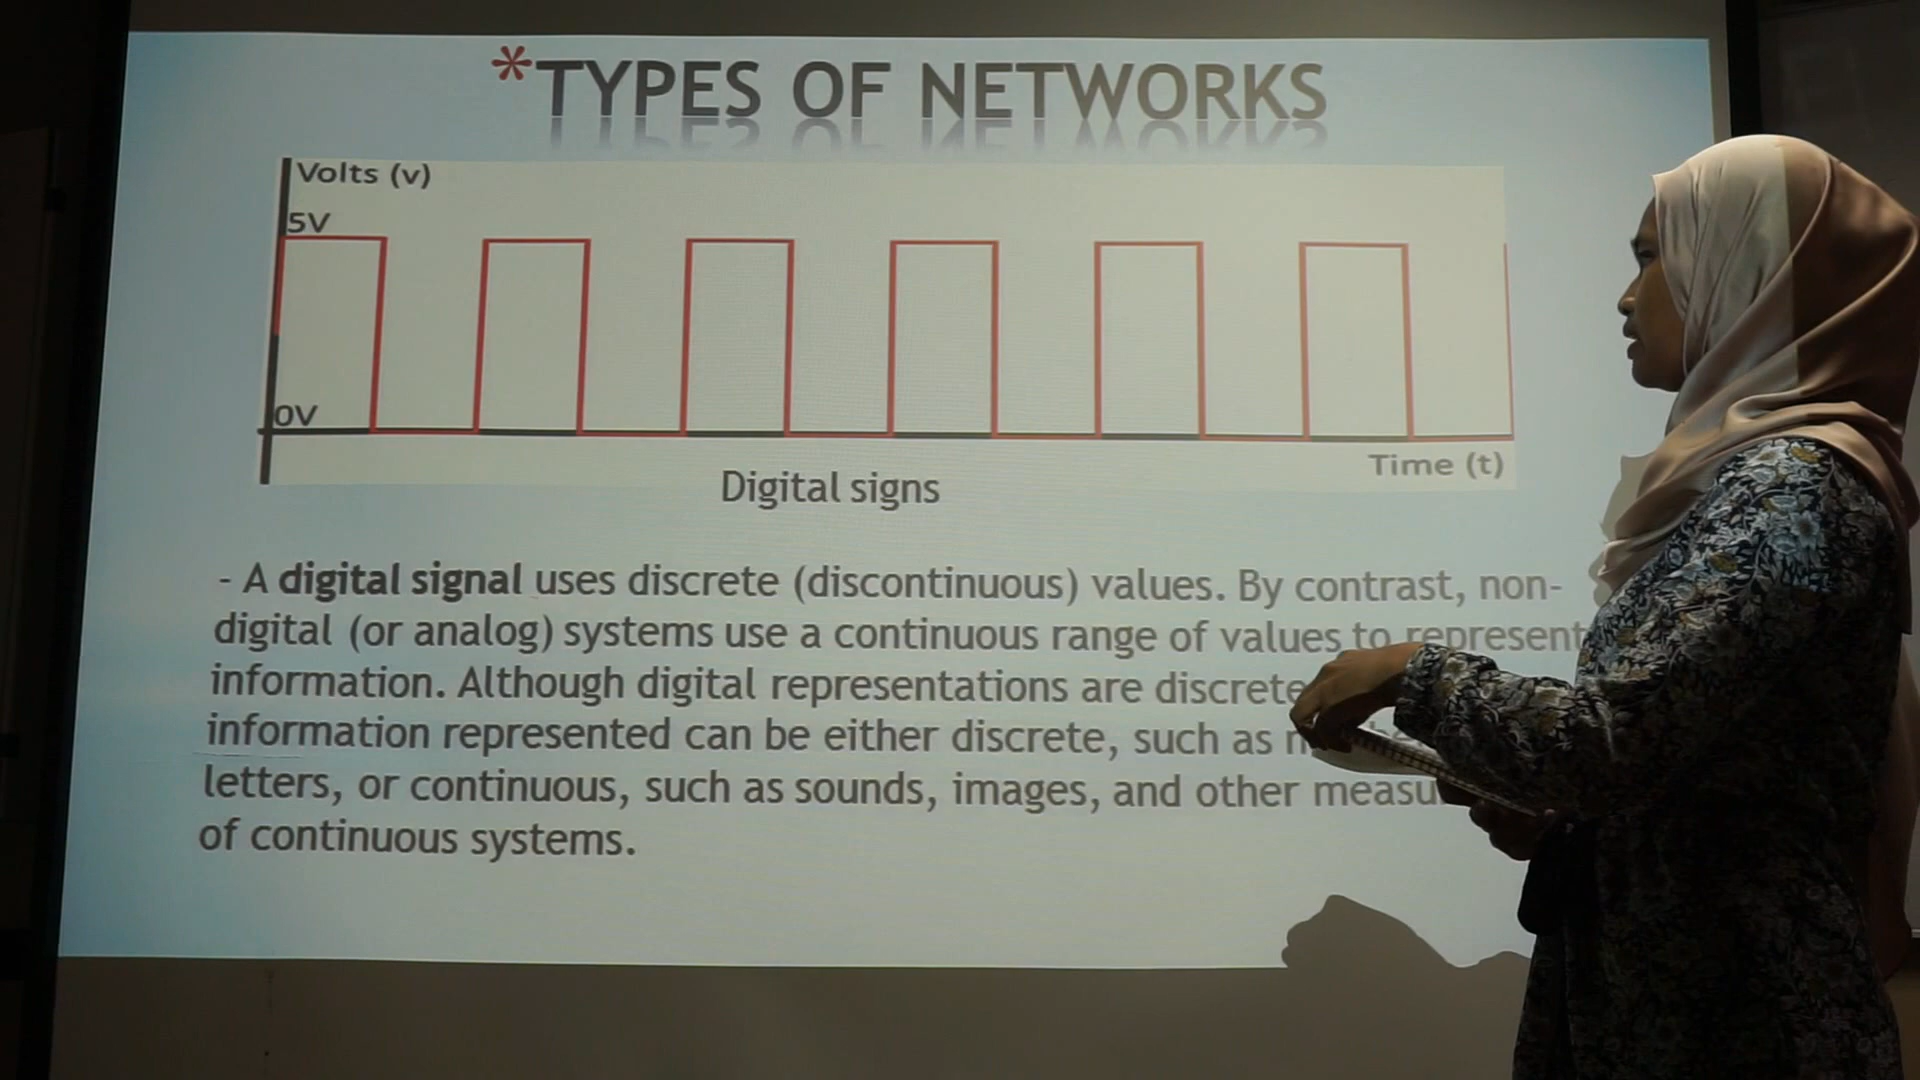 *TYPES OF NETWORKS
Volts (v)
5V
0V
Time (t)
Digital signs
- A digital signal uses discrete (discontinuous) values. By contrast, non-
digital (or analog) systems use a continuous range of values to represent
information. Although digital representations are discrete
information represented can be either discrete, such as
letters, or continuous, such as sounds, images, and other
of continuous systems.